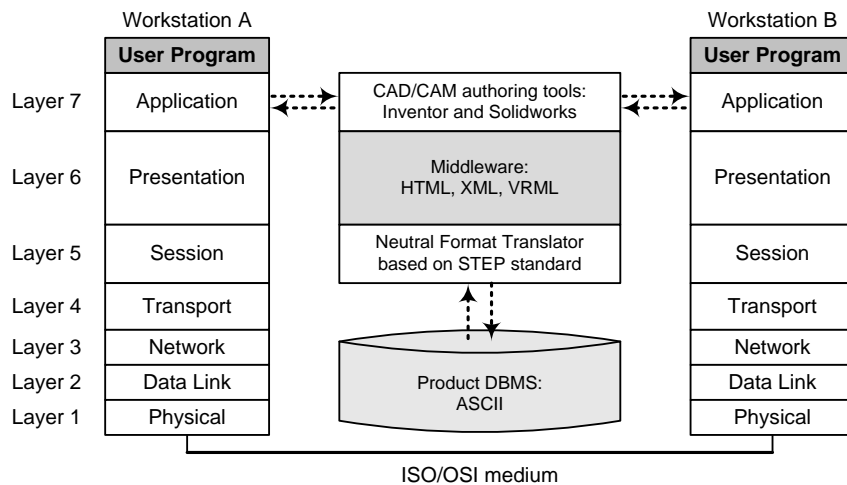 Workstation A
Workstation B
User Program
User Program
Layer 7
Application
CAD/CAM authoring tools:
Inventor and Solidworks
Application
Layer 6
Presentation
Middleware:
HTML, XML, VRML
Presentation
Layer 5
Session
Neutral Format Translator
based on STEP standard
Session
Layer 4
Transport
Transport
Layer 3
Network
Network
Layer 2
Data Link
Product DBMS:
ASCII
Data Link
Layer 1
Physical
Physical
ISO/OSI medium